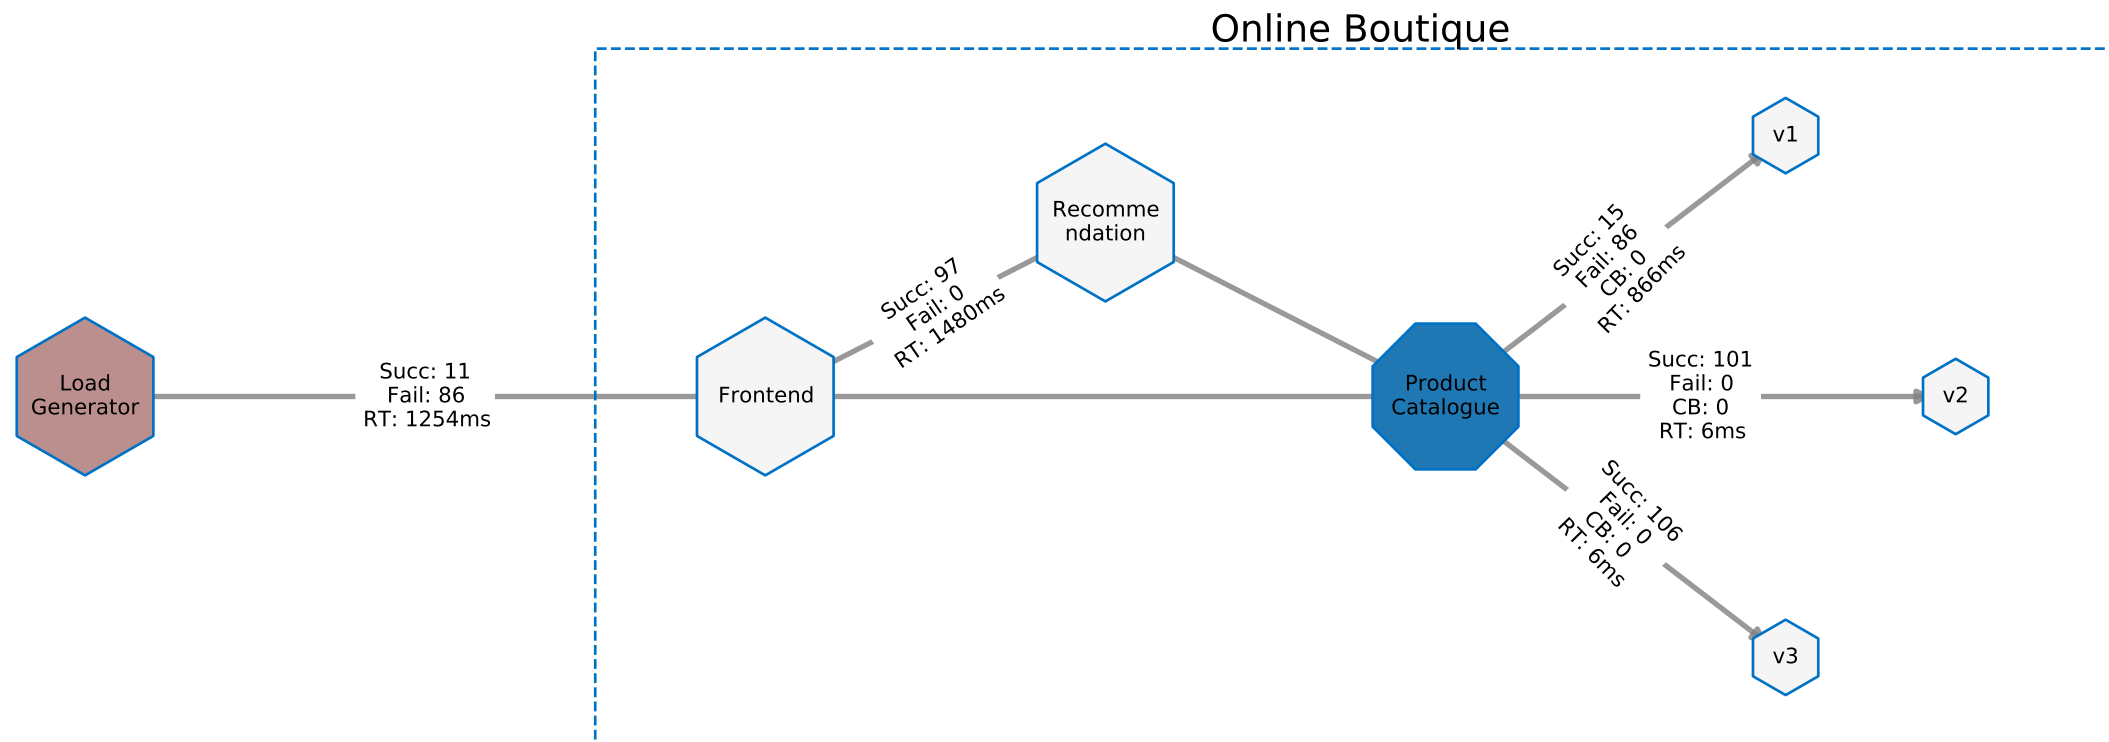 Online Boutique
Load
Generator
Succ: 11
Fail: 86
RT: 1254ms
Frontend
Succ: 97
Fail: 0
RT: 1480ms
Recomme
ndation
Product
Catalogue
Succ: 15
Fail: 86
CB: 0
RT: 866ms
v1
Succ: 101
Fail: 0
CB: 0
RT: 6ms
v2
Succ: 106
Fail: 0
CB: 0
RT: 6ms
v3